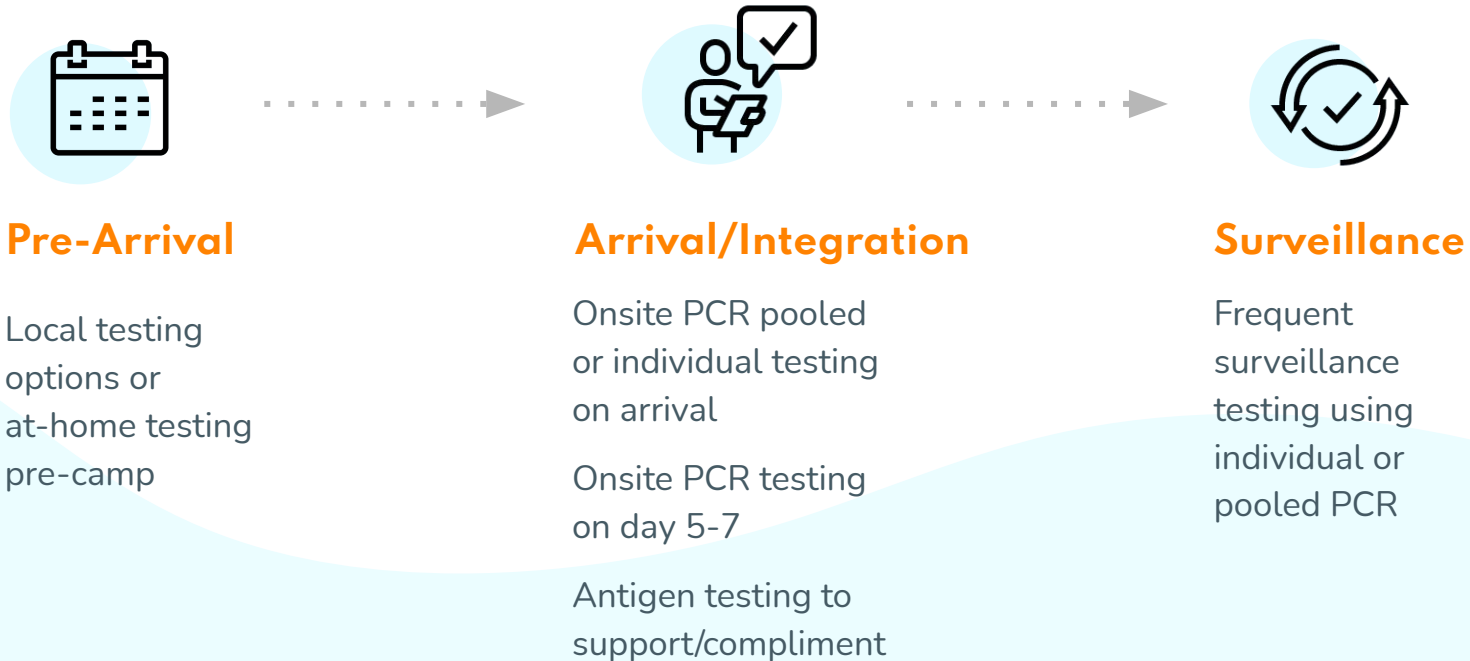 Pre-Arrival
Local testing
options or
at-home testing
pre-camp
Arrival/Integration
Onsite PCR pooled
or individual testing
on arrival
Onsite PCR testing
on day 5-7
Antigen testing to
support/compliment
Surveillance
Frequent
surveillance
testing using
individual or
pooled PCR